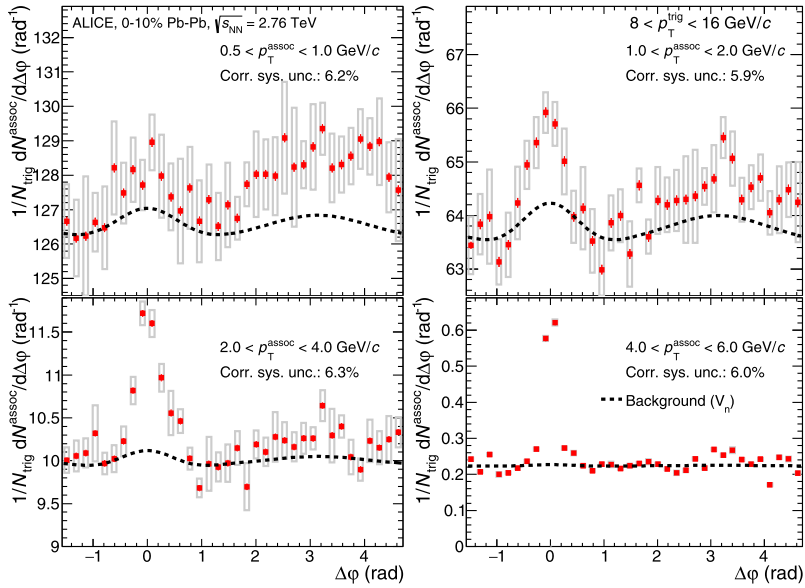 ALICE, 0-10% Pb-Pb, √s_NN = 2.76 TeV
0.5 < p_T^assoc < 1.0 GeV/c
Corr. sys. unc.: 6.2%
1/N_trig dN^assoc/dΔφ (rad⁻¹)
132
131
130
129
128
127
126
125
8 < p_T^trig < 16 GeV/c
1.0 < p_T^assoc < 2.0 GeV/c
Corr. sys. unc.: 5.9%
1/N_trig dN^assoc/dΔφ (rad⁻¹)
67
66
65
64
63
2.0 < p_T^assoc < 4.0 GeV/c
Corr. sys. unc.: 6.3%
1/N_trig dN^assoc/dΔφ (rad⁻¹)
11.5
11
10.5
10
9.5
9
−1 0 1 2 3 4
Δφ (rad)
4.0 < p_T^assoc < 6.0 GeV/c
Corr. sys. unc.: 6.0%
Background (V_n)
1/N_trig dN^assoc/dΔφ (rad⁻¹)
0.6
0.5
0.4
0.3
0.2
0.1
0
−1 0 1 2 3 4
Δφ (rad)